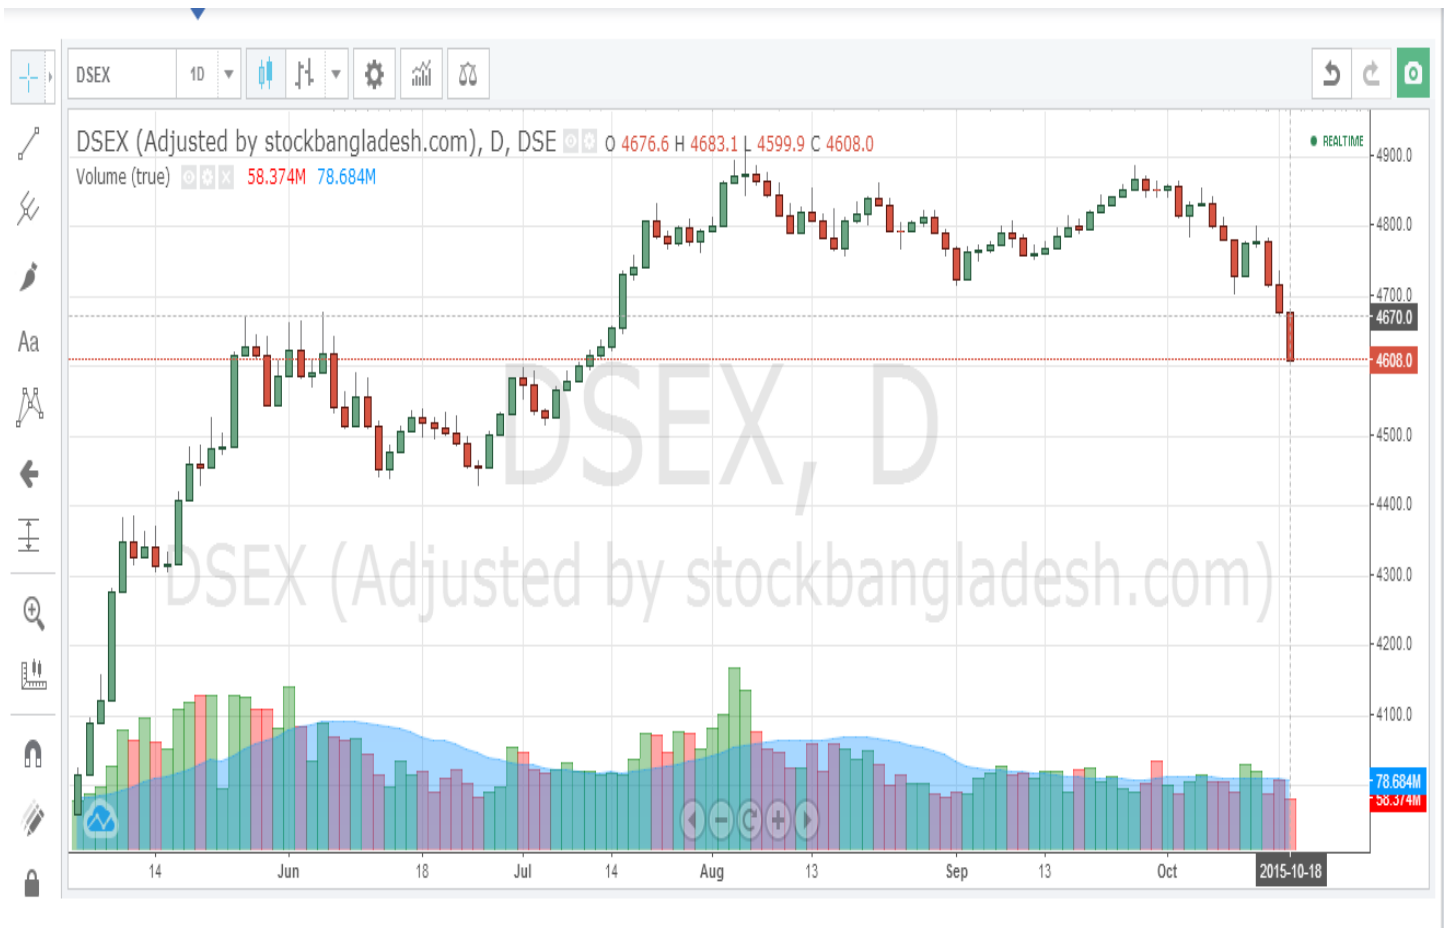 DSEX 1D
DSEX (Adjusted by stockbangladesh.com), D, DSE O 4676.6 H 4683.1 L 4599.9 C 4608.0
REALTIME
Volume (true) 58.374M 78.684M
4900.0
4800.0
4700.0
4670.0
4608.0
Aa
DSEX, D
4500.0
4400.0
DSEX (Adjusted by stockbangladesh.com)
4300.0
4200.0
4100.0
78.684M
58.374M
14 Jun 18 Jul 14 Aug 13 Sep 13 Oct 2015-10-18